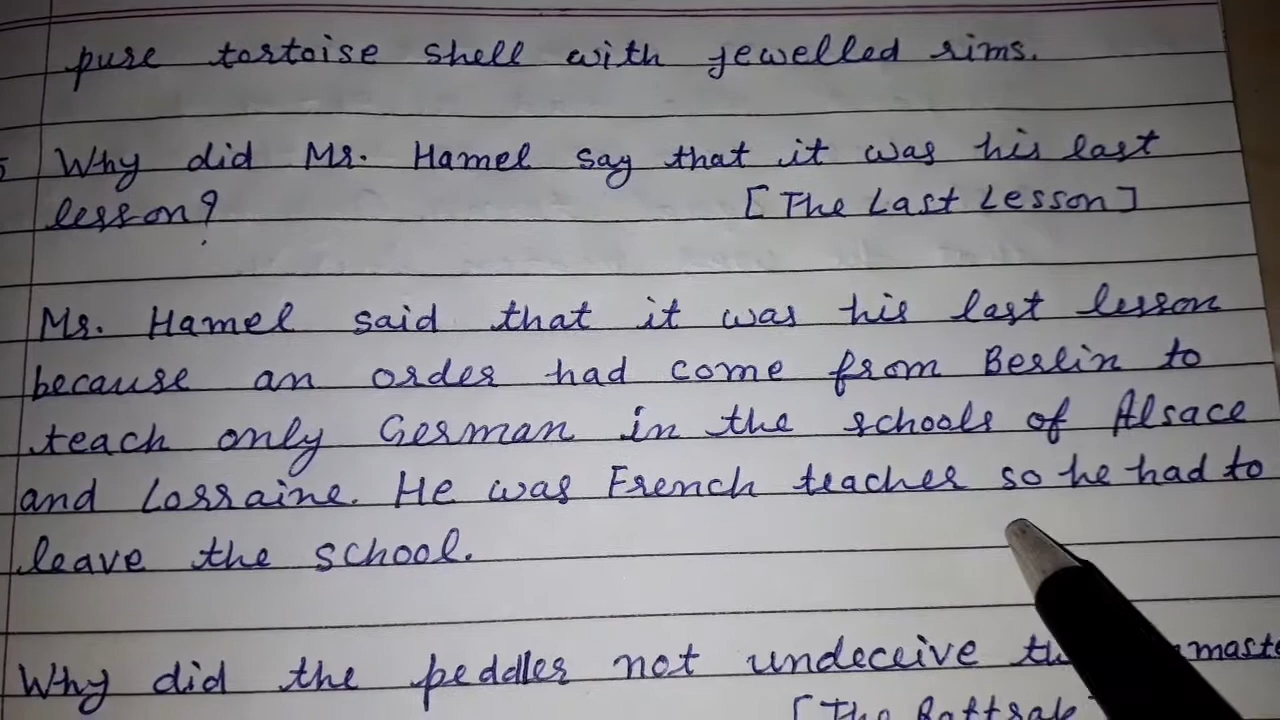 pure tortoise shell with jewelled rims.
5 Why did Mr. Hamel say that it was his last
lesson? [The Last Lesson]
Mr. Hamel said that it was his last lesson
because an order had come from Berlin to
teach only German in the schools of Alsace
and Lorraine. He was French teacher so he had to
leave the school.
Why did the peddler not undeceive
[The